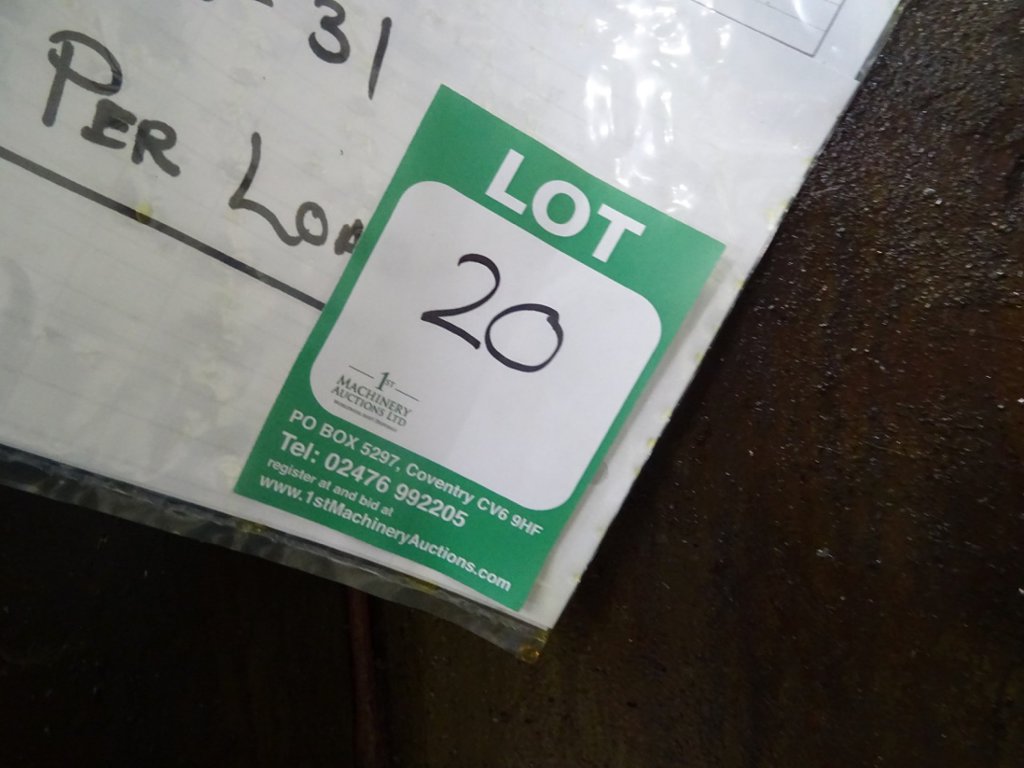 31
PER LOA
LOT
20
1ST
MACHINERY
AUCTIONS LTD
PO BOX 5297, Coventry CV6 9HF
Tel: 02476 992205
register at and bid at
www.1stMachineryAuctions.com